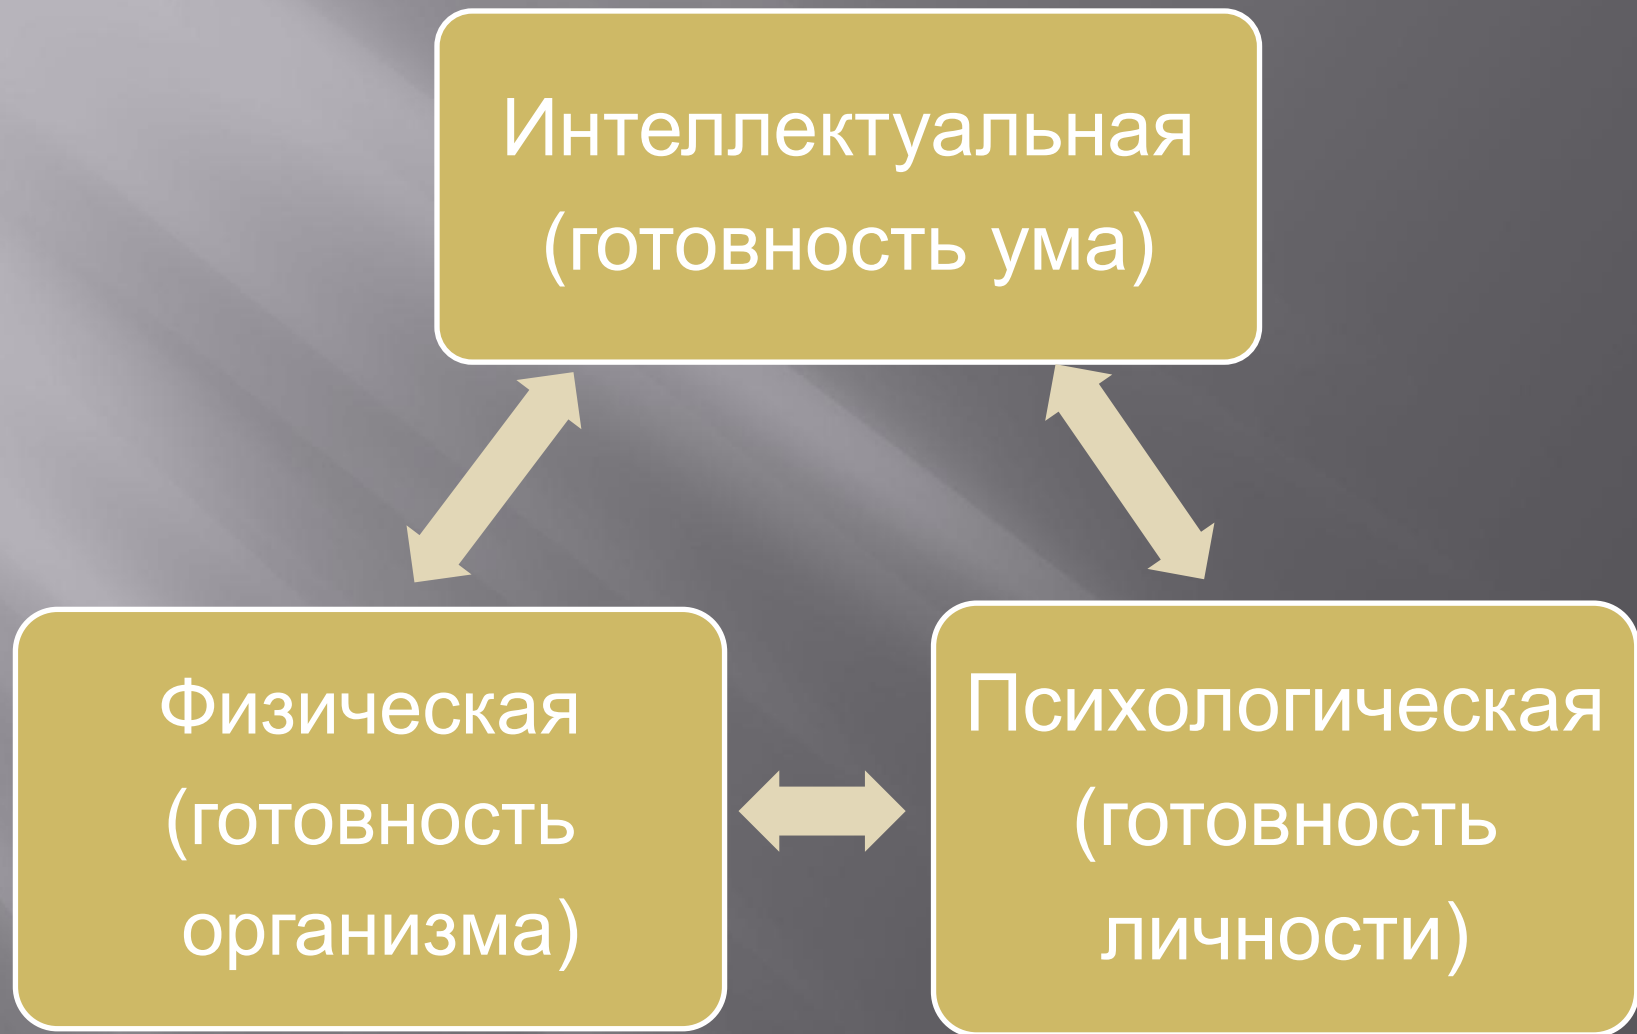 Интеллектуальная
(готовность ума)
Физическая
(готовность
организма)
Психологическая
(готовность
личности)